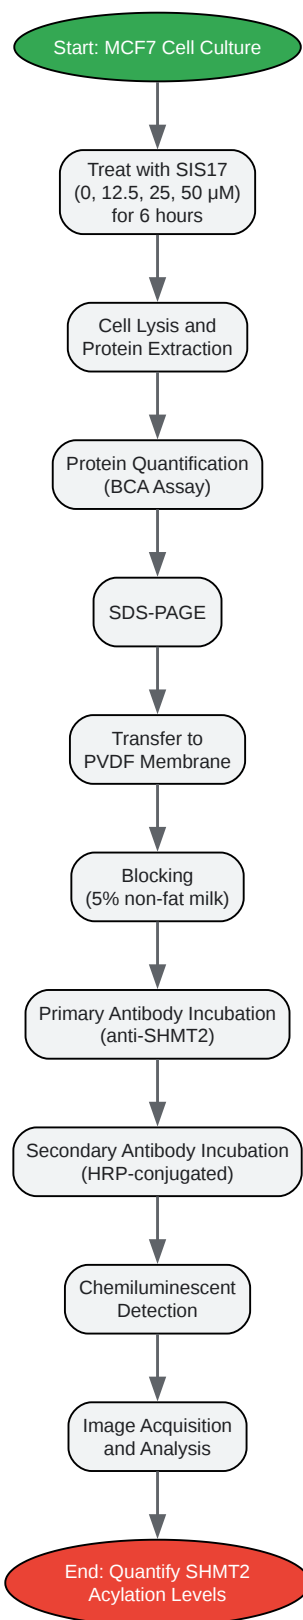 Start: MCF7 Cell Culture
Treat with SIS17
(0, 12.5, 25, 50 μM)
for 6 hours
Cell Lysis and
Protein Extraction
Protein Quantification
(BCA Assay)
SDS-PAGE
Transfer to
PVDF Membrane
Blocking
(5% non-fat milk)
Primary Antibody Incubation
(anti-SHMT2)
Secondary Antibody Incubation
(HRP-conjugated)
Chemiluminescent
Detection
Image Acquisition
and Analysis
End: Quantify SHMT2
Acylation Levels